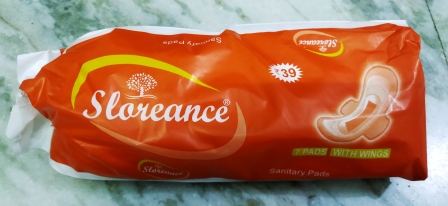 Sanitary Pads
Sloreance
₹39
Sloreance®
7 PADS WITH WINGS
Sloreance
Sanitary Pads